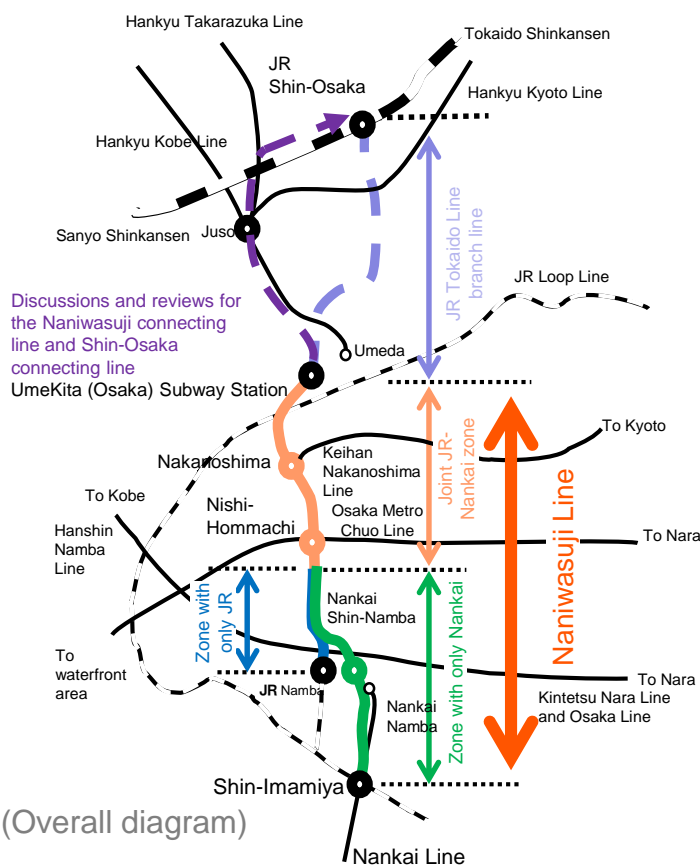 Hankyu Takarazuka Line
Tokaido Shinkansen
JR
Shin-Osaka
Hankyu Kyoto Line
Hankyu Kobe Line
Sanyo Shinkansen
Juso
JR Tokaido Line
branch line
JR Loop Line
Discussions and reviews for
the Naniwasuji connecting
line and Shin-Osaka
connecting line
Umeda
UmeKita (Osaka) Subway Station
To Kyoto
Nakanoshima
Keihan
Nakanoshima
Line
Joint JR-
Nankai zone
To Kobe
Nishi-
Hommachi
Osaka Metro
Chuo Line
Hanshin
Namba
Line
To Nara
Naniwasuji Line
Zone with
only JR
Nankai
Shin-Namba
Zone with only Nankai
To
waterfront
area
JR Namba
To Nara
Kintetsu Nara Line
and Osaka Line
Nankai
Namba
Shin-Imamiya
(Overall diagram)
Nankai Line